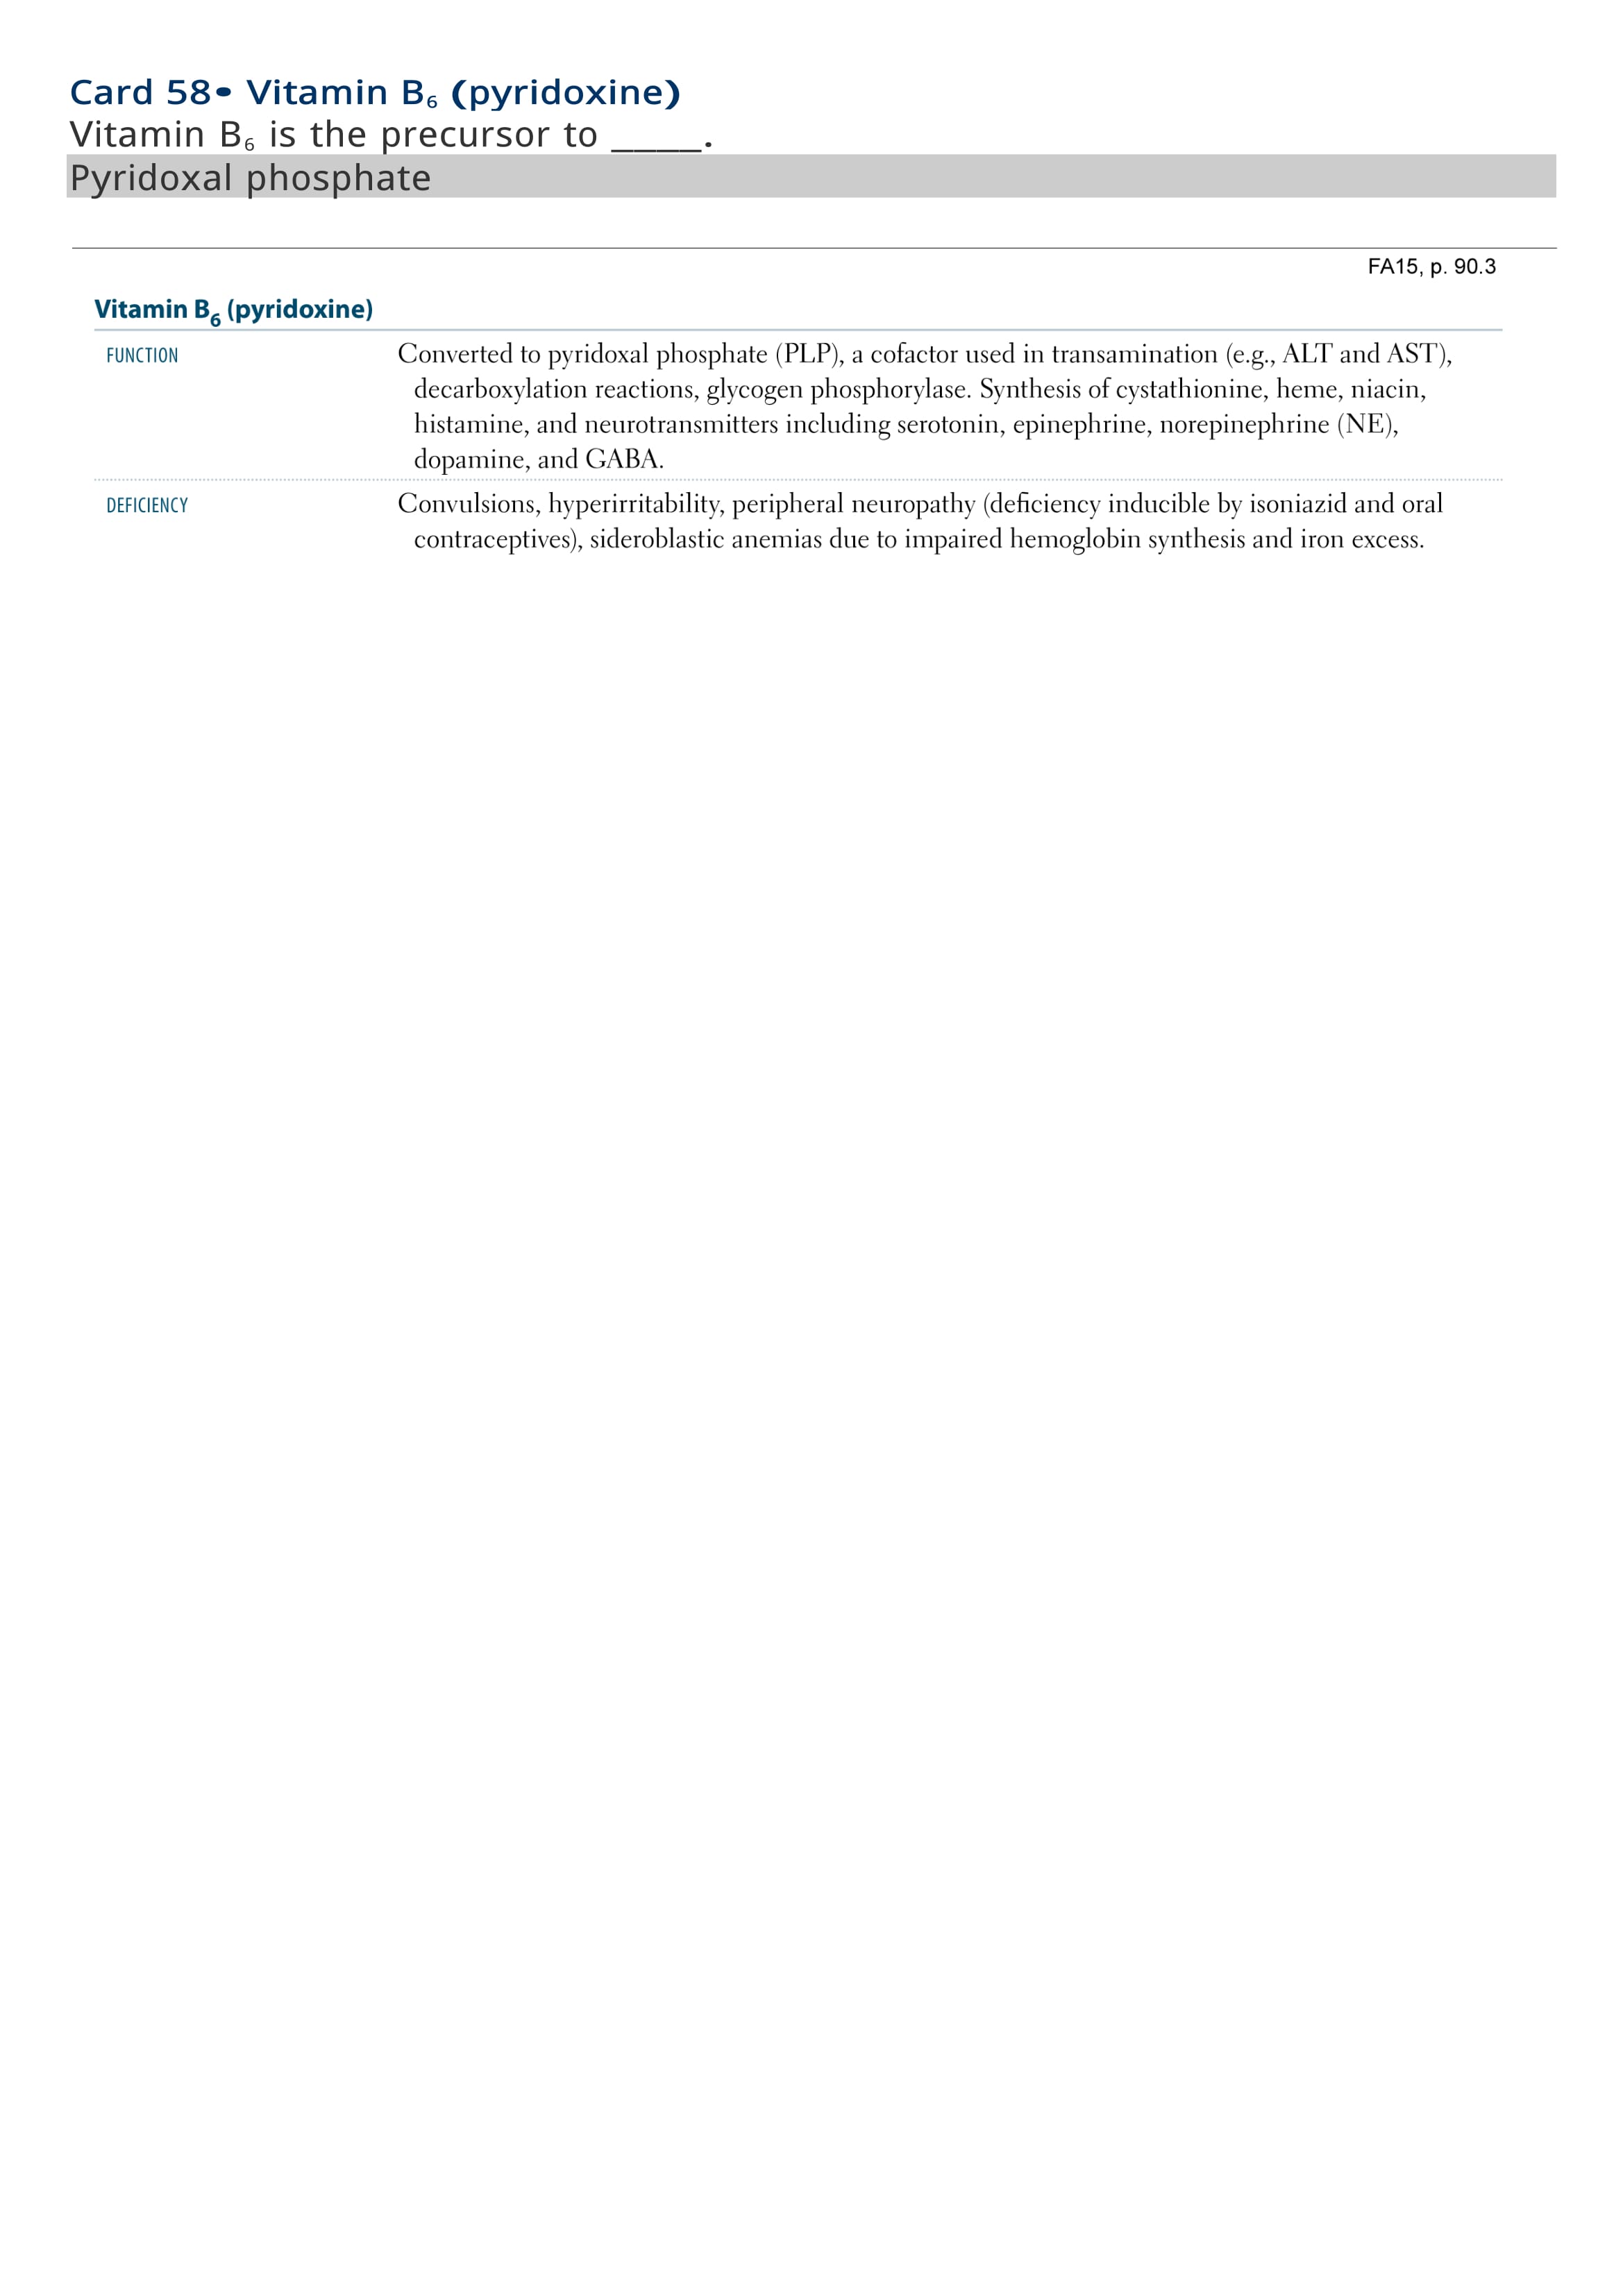 Card 58• Vitamin B₆ (pyridoxine)
Vitamin B₆ is the precursor to _____.
Pyridoxal phosphate
FA15, p. 90.3
Vitamin B₆ (pyridoxine)
FUNCTION Converted to pyridoxal phosphate (PLP), a cofactor used in transamination (e.g., ALT and AST),
decarboxylation reactions, glycogen phosphorylase. Synthesis of cystathionine, heme, niacin,
histamine, and neurotransmitters including serotonin, epinephrine, norepinephrine (NE),
dopamine, and GABA.
DEFICIENCY Convulsions, hyperirritability, peripheral neuropathy (deficiency inducible by isoniazid and oral
contraceptives), sideroblastic anemias due to impaired hemoglobin synthesis and iron excess.